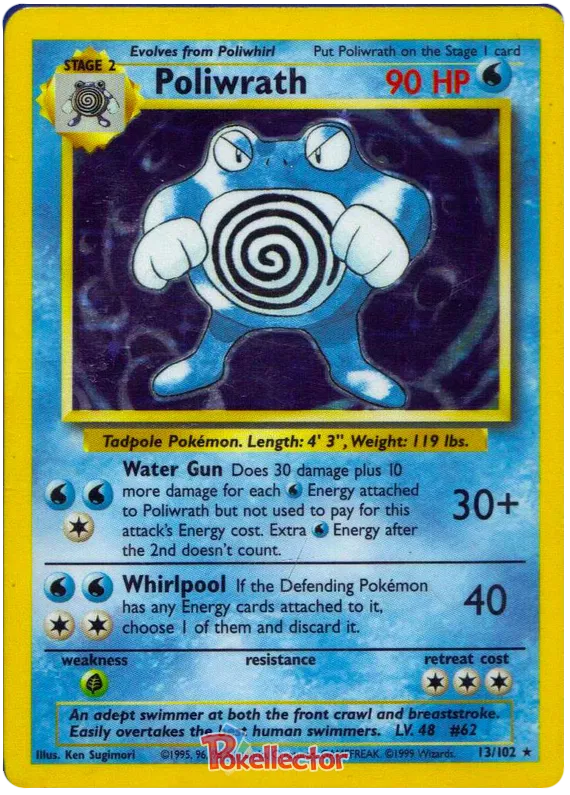 Evolves from Poliwhirl Put Poliwrath on the Stage 1 card
STAGE 2
Poliwrath 90 HP
Tadpole Pokémon. Length: 4' 3", Weight: 119 lbs.
Water Gun Does 30 damage plus 10
more damage for each Energy attached
to Poliwrath but not used to pay for this
attack's Energy cost. Extra Energy after
the 2nd doesn't count.
30+
Whirlpool If the Defending Pokémon
has any Energy cards attached to it,
choose 1 of them and discard it.
40
weakness resistance retreat cost
An adept swimmer at both the front crawl and breaststroke.
Easily overtakes the best human swimmers. LV. 48 #62
Illus. Ken Sugimori ©1995, 96, GAMEFREAK. ©1999 Wizards. 13/102 ★
Pokellector